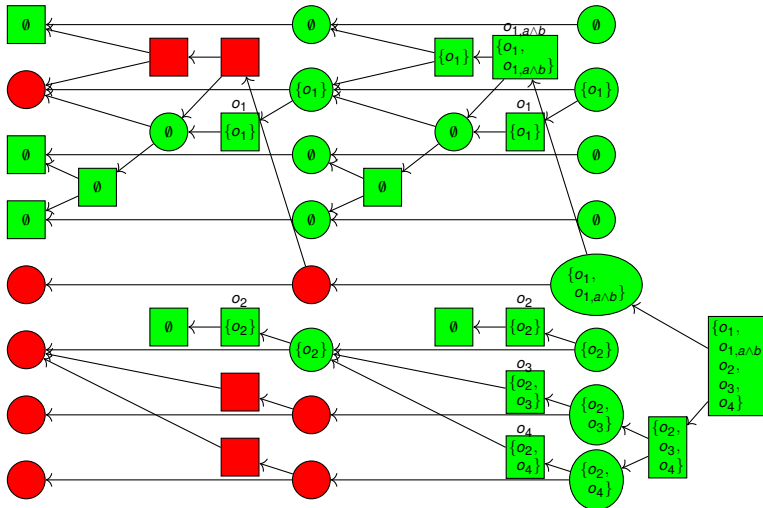 ∅ ∅ o₁,ₐ∧b ∅
{o₁} {o₁,
o₁,ₐ∧b}
{o₁} {o₁}
o₁ o₁
∅ {o₁} ∅ {o₁}
∅ ∅ ∅
∅ ∅
∅ ∅ ∅
{o₁,
o₁,ₐ∧b}
o₂ o₂
∅ {o₂} ∅ {o₂}
{o₂} {o₂}
{o₁,
o₁,ₐ∧b
o₂,
o₃,
o₄}
o₃
{o₂,
o₃}
{o₂,
o₃}
o₄
{o₂,
o₄}
{o₂,
o₃,
o₄}
{o₂,
o₄}